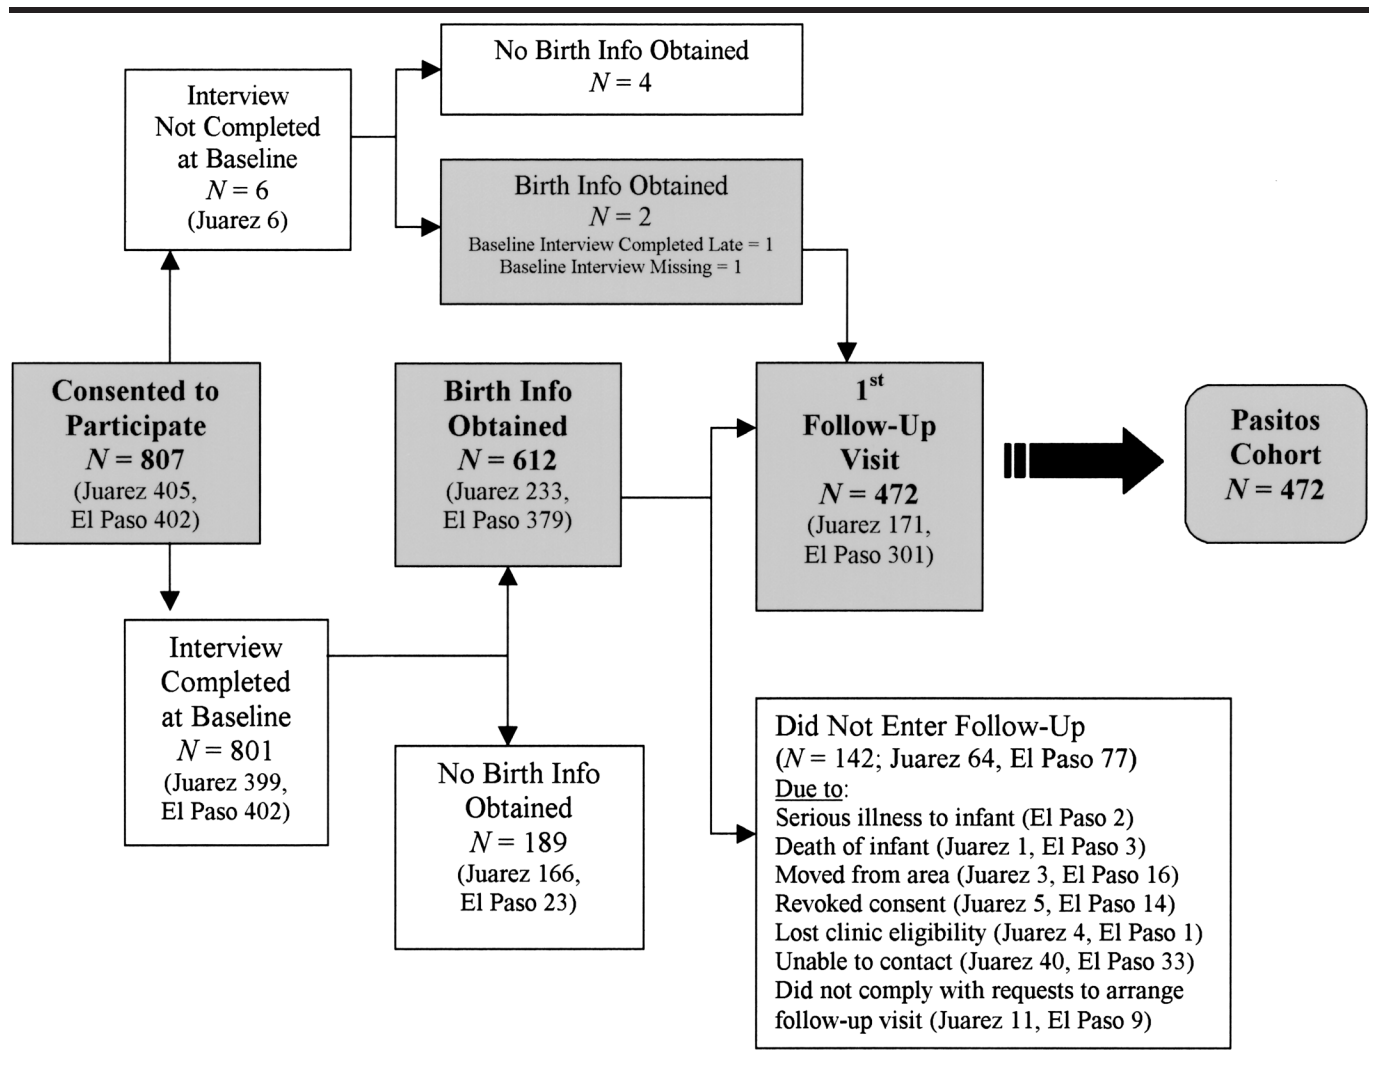 No Birth Info Obtained
N = 4
Interview
Not Completed
at Baseline
N = 6
(Juarez 6)
Birth Info Obtained
N = 2
Baseline Interview Completed Late = 1
Baseline Interview Missing = 1
Consented to
Participate
N = 807
(Juarez 405,
El Paso 402)
Birth Info
Obtained
N = 612
(Juarez 233,
El Paso 379)
1st
Follow-Up
Visit
N = 472
(Juarez 171,
El Paso 301)
Pasitos
Cohort
N = 472
Interview
Completed
at Baseline
N = 801
(Juarez 399,
El Paso 402)
No Birth Info
Obtained
N = 189
(Juarez 166,
El Paso 23)
Did Not Enter Follow-Up
(N = 142; Juarez 64, El Paso 77)
Due to:
Serious illness to infant (El Paso 2)
Death of infant (Juarez 1, El Paso 3)
Moved from area (Juarez 3, El Paso 16)
Revoked consent (Juarez 5, El Paso 14)
Lost clinic eligibility (Juarez 4, El Paso 1)
Unable to contact (Juarez 40, El Paso 33)
Did not comply with requests to arrange
follow-up visit (Juarez 11, El Paso 9)